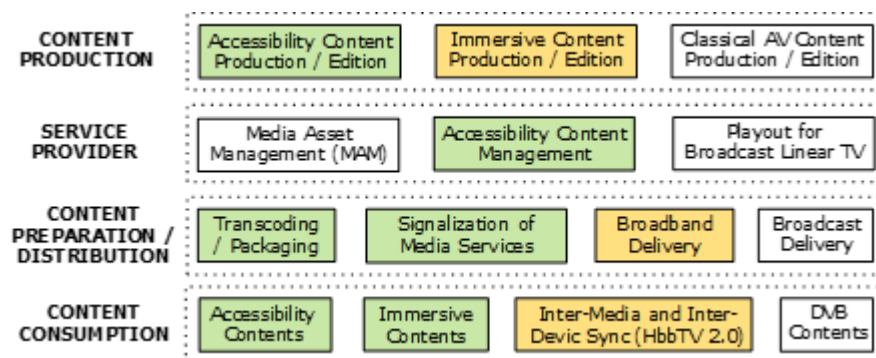 CONTENT
PRODUCTION
Accessibility Content
Production / Edition
Immersive Content
Production / Edition
Classical AV Content
Production / Edition
SERVICE
PROVIDER
Media Asset
Management (MAM)
Accessibility Content
Management
Playout for
Broadcast Linear TV
CONTENT
PREPARATION /
DISTRIBUTION
Transcoding
/ Packaging
Signalization of
Media Services
Broadband
Delivery
Broadcast
Delivery
CONTENT
CONSUMPTION
Accessibility
Contents
Immersive
Contents
Inter-Media and Inter-
Devic Sync (HbbTV 2.0)
DVB
Contents